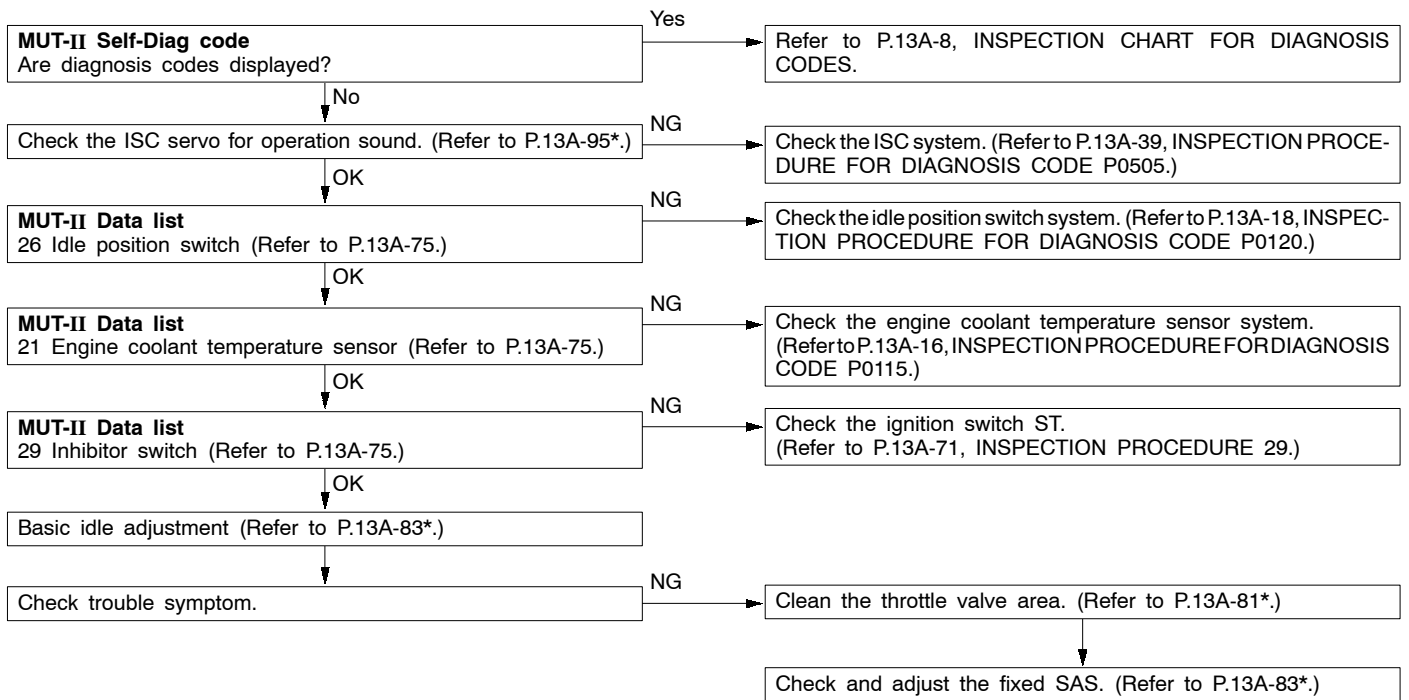 MUT-II Self-Diag code
Are diagnosis codes displayed?
Yes
Refer to P.13A-8, INSPECTION CHART FOR DIAGNOSIS
CODES.
No
Check the ISC servo for operation sound. (Refer to P.13A-95*.)
NG
Check the ISC system. (Refer to P.13A-39, INSPECTION PROCE-
DURE FOR DIAGNOSIS CODE P0505.)
OK
MUT-II Data list
26 Idle position switch (Refer to P.13A-75.)
NG
Check the idle position switch system. (Refer to P.13A-18, INSPEC-
TION PROCEDURE FOR DIAGNOSIS CODE P0120.)
OK
MUT-II Data list
21 Engine coolant temperature sensor (Refer to P.13A-75.)
NG
Check the engine coolant temperature sensor system.
(Refer to P.13A-16, INSPECTION PROCEDURE FOR DIAGNOSIS
CODE P0115.)
OK
MUT-II Data list
29 Inhibitor switch (Refer to P.13A-75.)
NG
Check the ignition switch ST.
(Refer to P.13A-71, INSPECTION PROCEDURE 29.)
OK
Basic idle adjustment (Refer to P.13A-83*.)
Check trouble symptom.
NG
Clean the throttle valve area. (Refer to P.13A-81*.)
Check and adjust the fixed SAS. (Refer to P.13A-83*.)